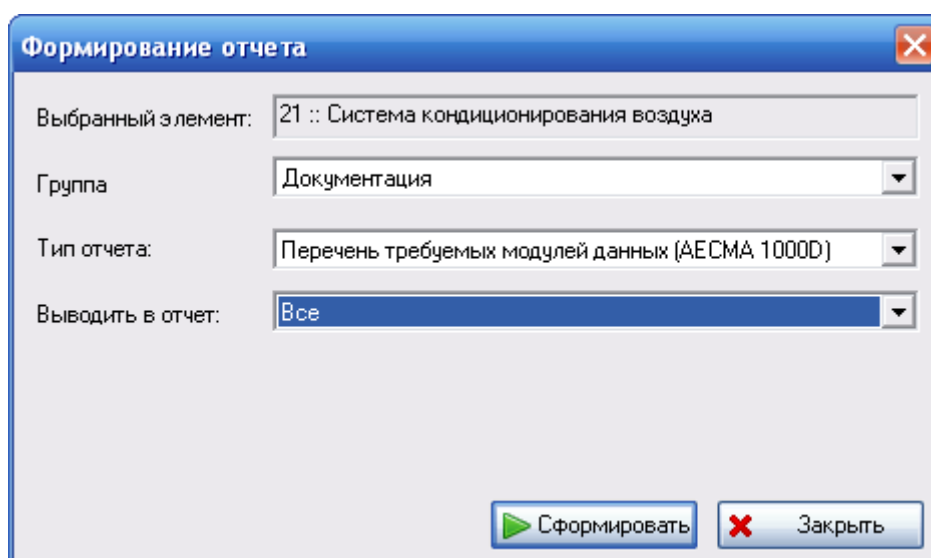 Формирование отчета
Выбранный элемент: 21 :: Система кондиционирования воздуха
Группа Документация
Тип отчета: Перечень требуемых модулей данных (AECMA 1000D)
Выводить в отчет: Все
Сформировать Закрыть